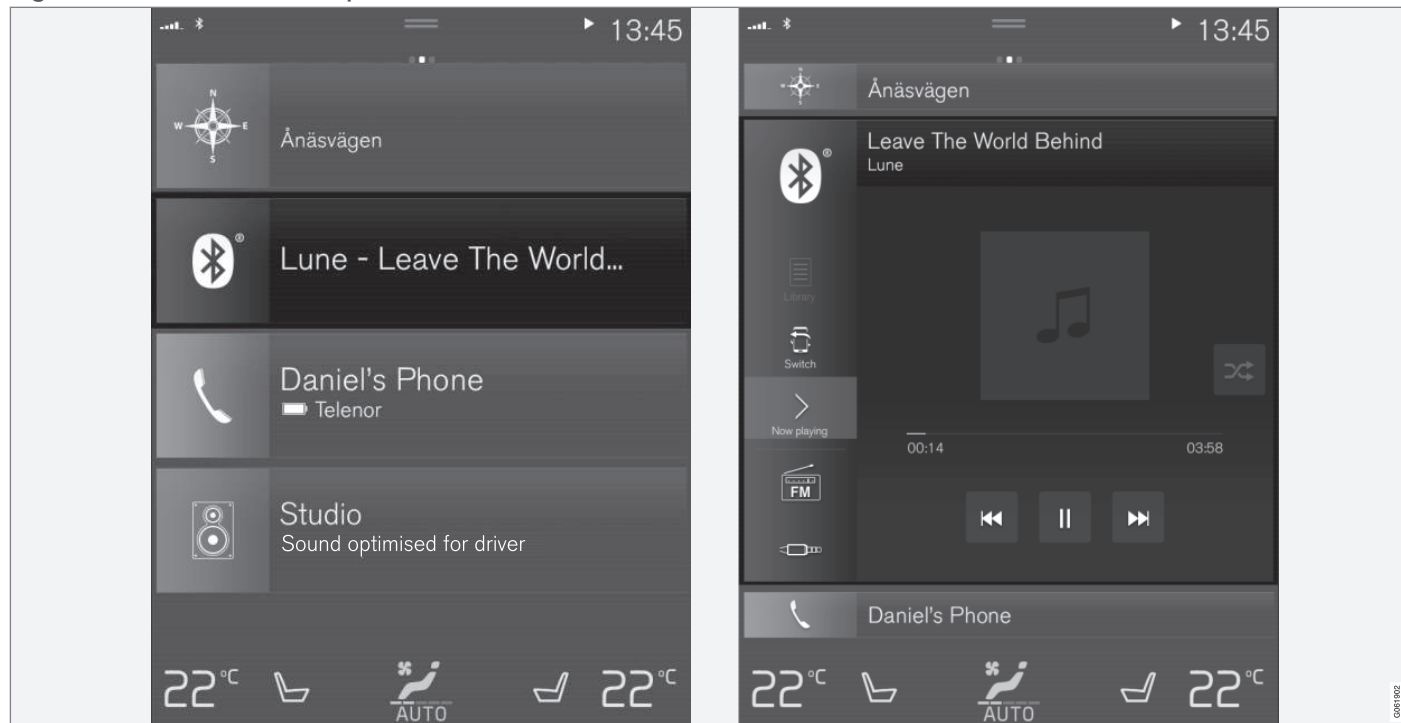 13:45
N
W E
S
Ånäsvägen
®
Lune - Leave The World...
Daniel's Phone
Telenor
Studio
Sound optimised for driver
22°C
AUTO
22°C
13:45
N
S
Ånäsvägen
®
Leave The World Behind
Lune
Library
Switch
Now playing
00:14
03:58
FM
Daniel's Phone
22°C
AUTO
22°C
G061902